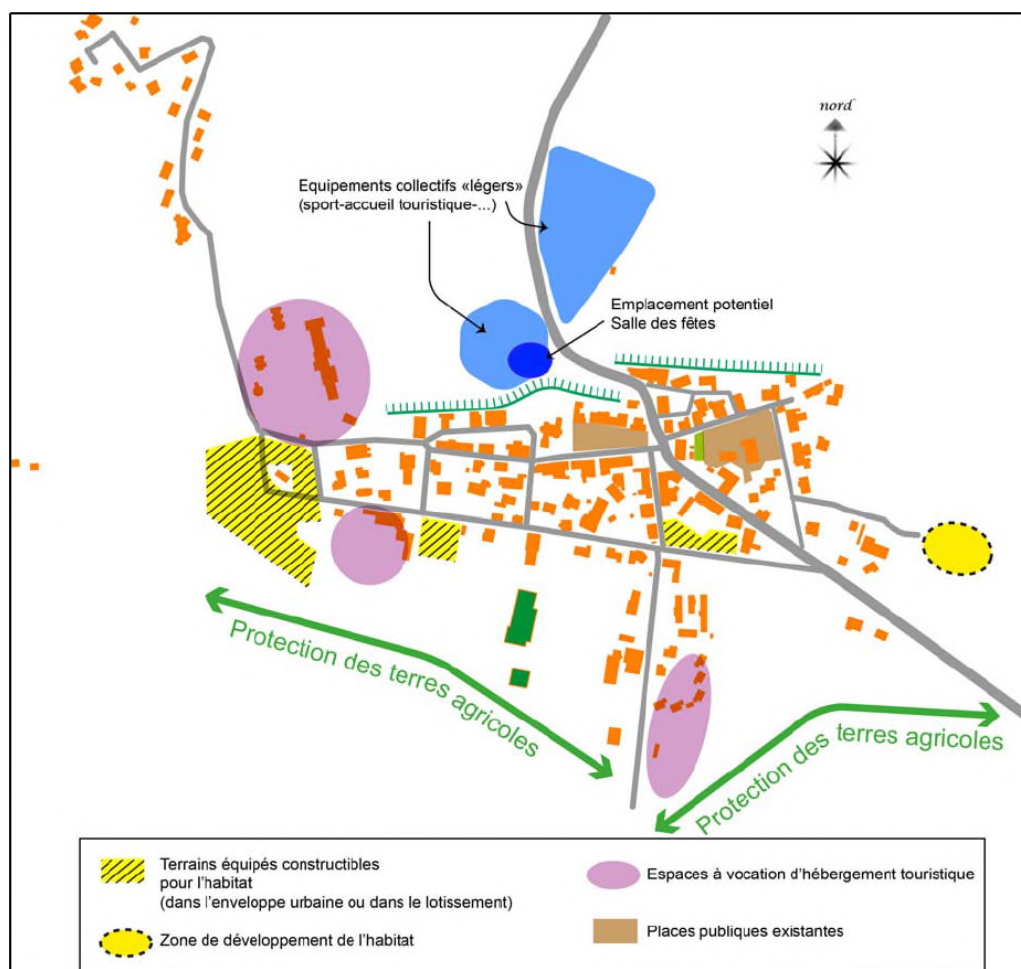 nord
Equipements collectifs «légers»
(sport-accueil touristique-...)
Emplacement potentiel
Salle des fêtes
Protection des terres agricoles
Protection des terres agricoles
Terrains équipés constructibles
pour l'habitat
(dans l'enveloppe urbaine ou dans le lotissement)
Zone de développement de l'habitat
Espaces à vocation d'hébergement touristique
Places publiques existantes